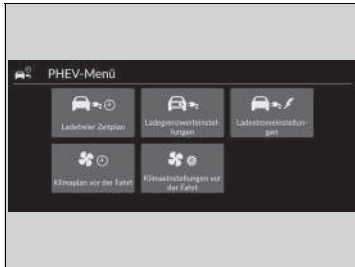 PHEV-Menü
Ladefreier Zeitplan
Ladegrenzwerteinstel-
lungen
Ladestromeinstellun-
gen
Klimaplan vor der Fahrt
Klimaeinstellungen vor
der Fahrt